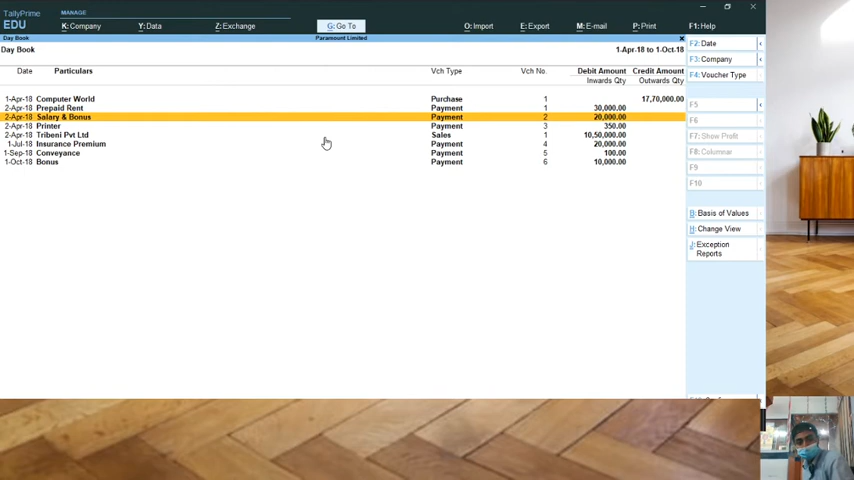 TallyPrime MANAGE
EDU K:Company Y:Data Z:Exchange G:Go To O:Import E:Export M:E-mail P:Print F1:Help
Day Book Paramount Limited
Day Book 1-Apr-18 to 1-Oct-18
Date Particulars Vch Type Vch No. Debit Amount Credit Amount
Inwards Qty Outwards Qty
1-Apr-18 Computer World Purchase 1 17,70,000.00
2-Apr-18 Prepaid Rent Payment 1 30,000.00
2-Apr-18 Salary & Bonus Payment 2 20,000.00
2-Apr-18 Printer Payment 3 350.00
2-Apr-18 Tribeni Pvt Ltd Sales 1 10,50,000.00
1-Jul-18 Insurance Premium Payment 4 20,000.00
1-Sep-18 Conveyance Payment 5 100.00
1-Oct-18 Bonus Payment 6 10,000.00
F2: Date
F3: Company
F4: Voucher Type
F5
F6
F7: Show Profit
F8: Columnar
F9
F10
B: Basis of Values
H: Change View
J: Exception
Reports